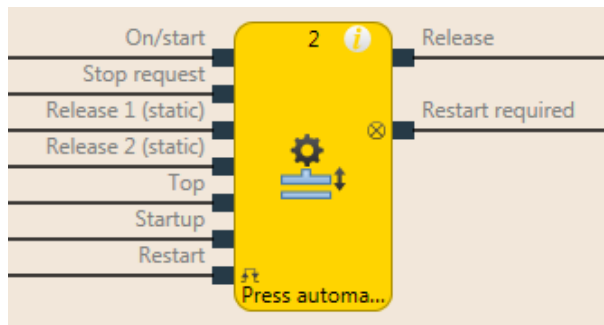 On/start
Stop request
Release 1 (static)
Release 2 (static)
Top
Startup
Restart
2 i
Press automa...
Release
Restart required